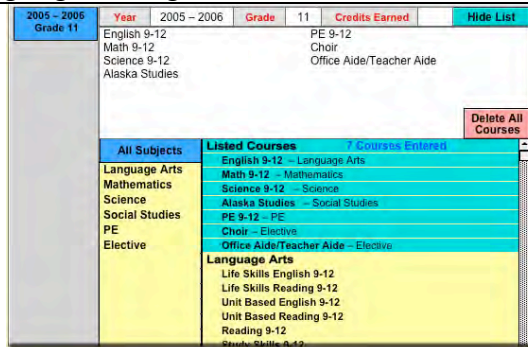 2005 – 2006 Year 2005 – 2006 Grade 11 Credits Earned Hide List
Grade 11
English 9-12 PE 9-12
Math 9-12 Choir
Science 9-12 Office Aide/Teacher Aide
Alaska Studies
Delete All
Courses
All Subjects
Language Arts
Mathematics
Science
Social Studies
PE
Elective
Listed Courses 7 Courses Entered
English 9-12 – Language Arts
Math 9-12 – Mathematics
Science 9-12 – Science
Alaska Studies – Social Studies
PE 9-12 – PE
Choir – Elective
Office Aide/Teacher Aide – Elective
Language Arts
Life Skills English 9-12
Life Skills Reading 9-12
Unit Based English 9-12
Unit Based Reading 9-12
Reading 9-12
Study Skills 9-12